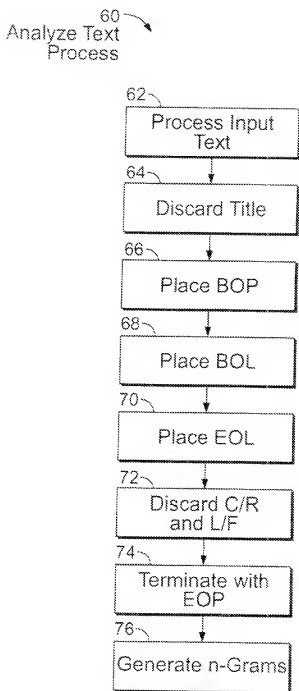 60
Analyze Text
Process
62
Process Input
Text
64
Discard Title
66
Place BOP
68
Place BOL
70
Place EOL
72
Discard C/R
and L/F
74
Terminate with
EOP
76
Generate n-Grams